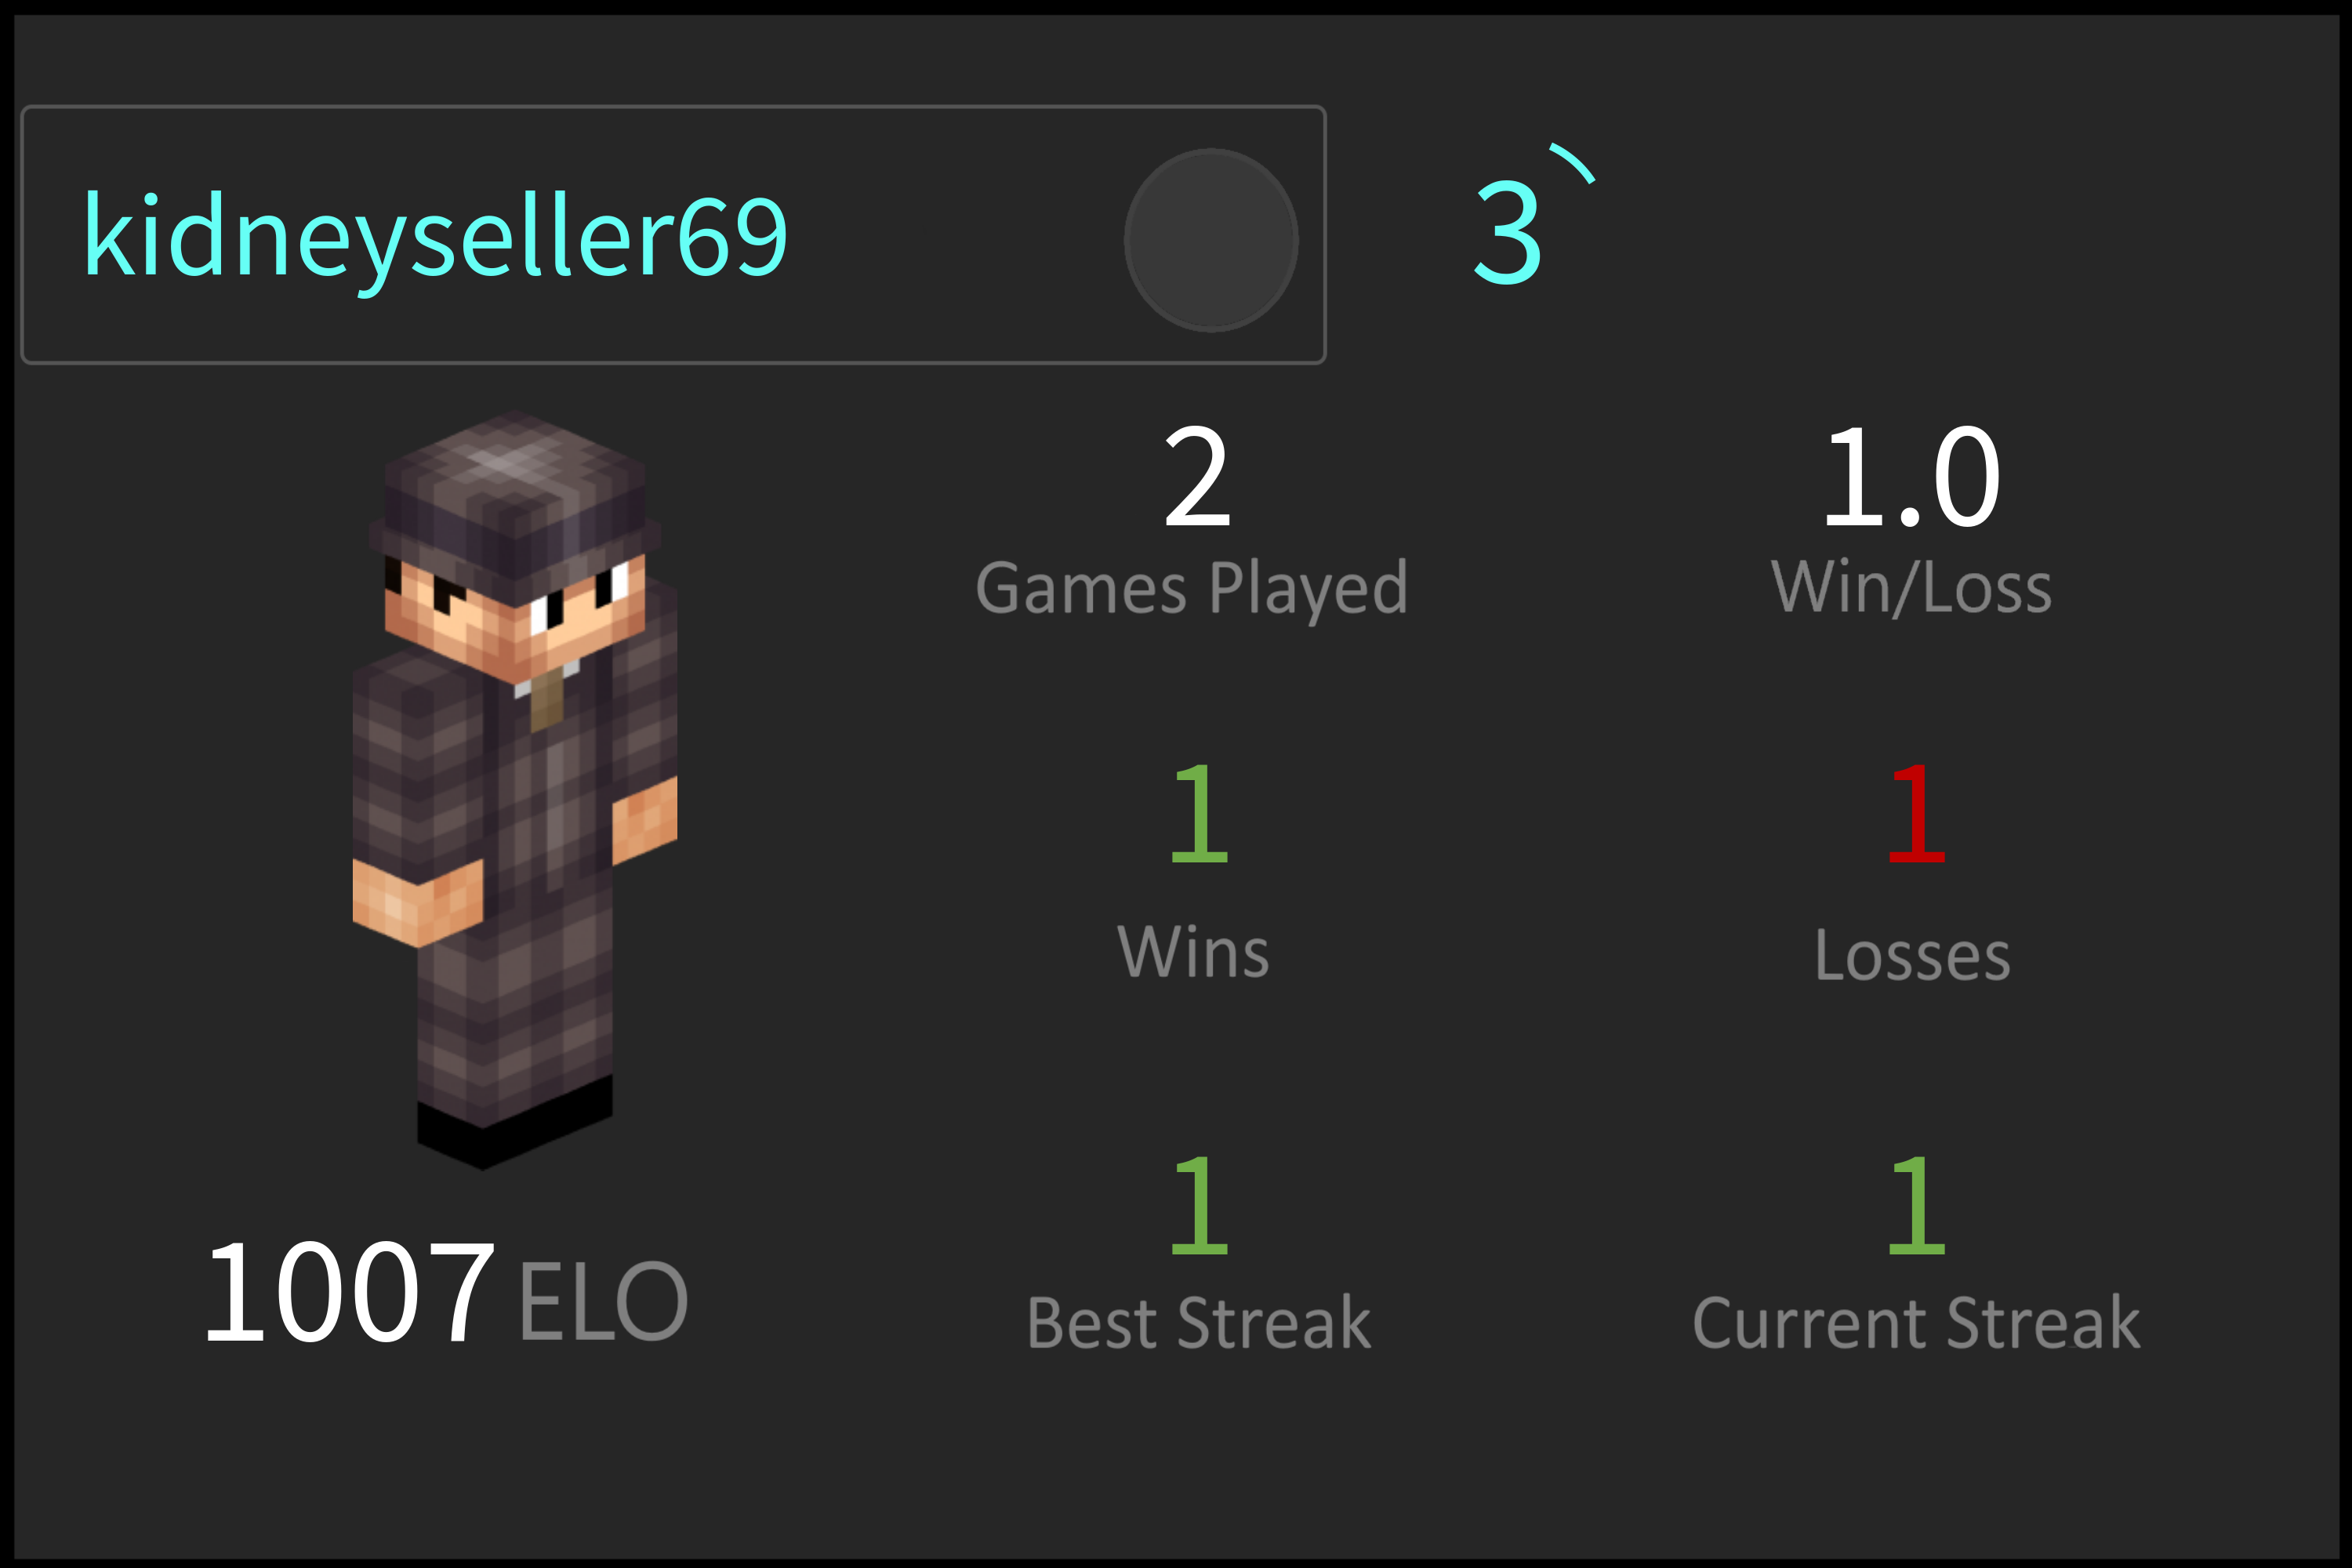 kidneyseller69
3
2
1.0
Games Played
Win/Loss
1
1
Wins
Losses
1
1
1007 ELO
Best Streak
Current Streak